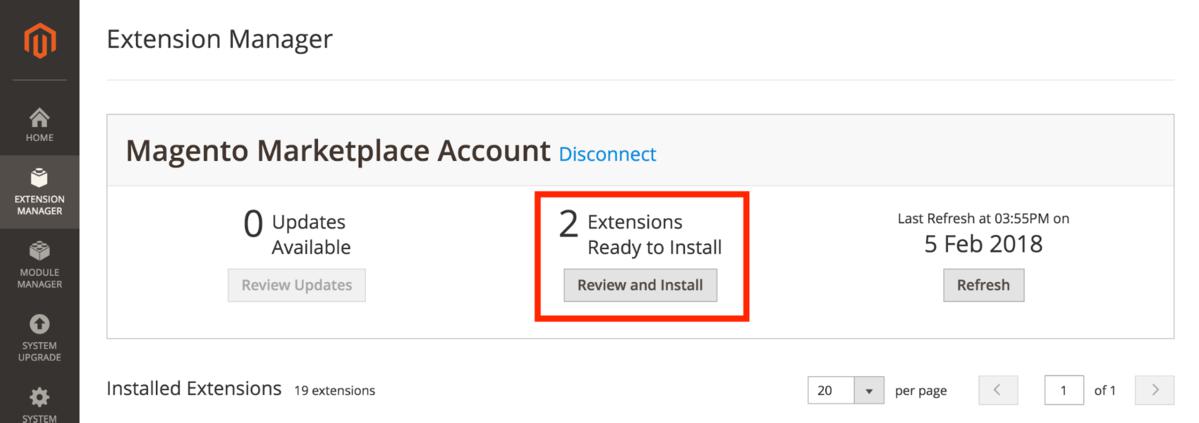 Extension Manager
HOME
EXTENSION
MANAGER
MODULE
MANAGER
SYSTEM
UPGRADE
SYSTEM
Magento Marketplace Account Disconnect
0 Updates
Available
Review Updates
2 Extensions
Ready to Install
Review and Install
Last Refresh at 03:55PM on
5 Feb 2018
Refresh
Installed Extensions 19 extensions
20 per page 1 of 1